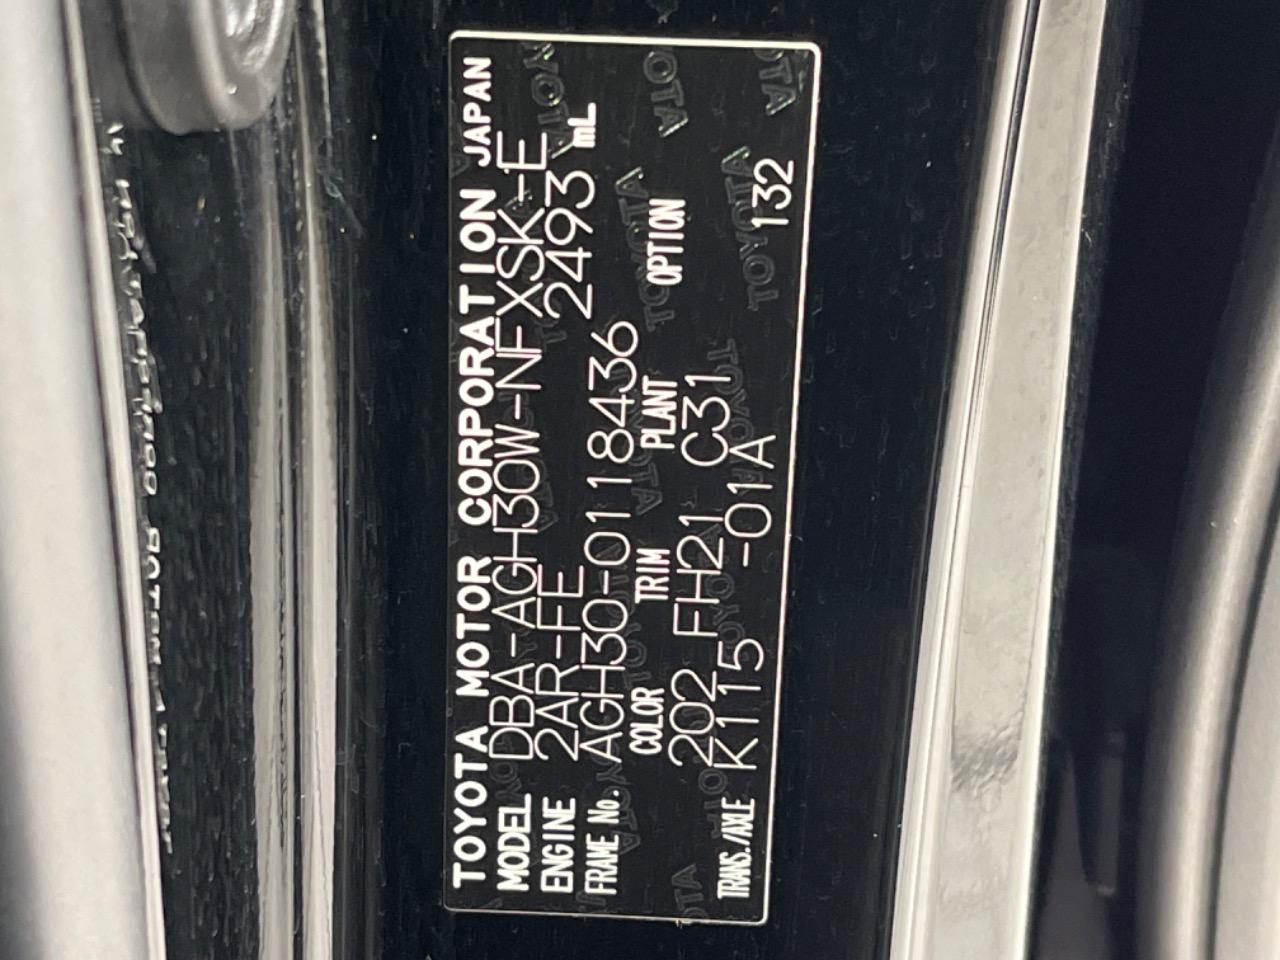 TOYOTA MOTOR CORPORATION JAPAN
MODEL DBA-AGH30W-NFXSK-E
ENGINE 2AR-FE 2493 mL
FRAME No. AGH30-0118436
COLOR TRIM PLANT OPTION
202 FH21 C31
TRANS./AXLE K115 -01A 132